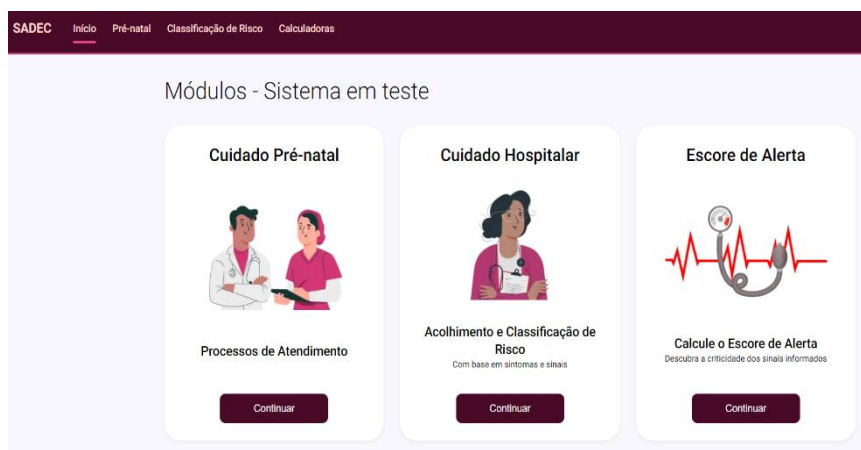 SADEC Início Pré-natal Classificação de Risco Calculadoras
Módulos - Sistema em teste
Cuidado Pré-natal
Processos de Atendimento
Continuar
Cuidado Hospitalar
Acolhimento e Classificação de
Risco
Com base em sintomas e sinais
Continuar
Escore de Alerta
Calcule o Escore de Alerta
Descubra a criticidade dos sinais informados
Continuar